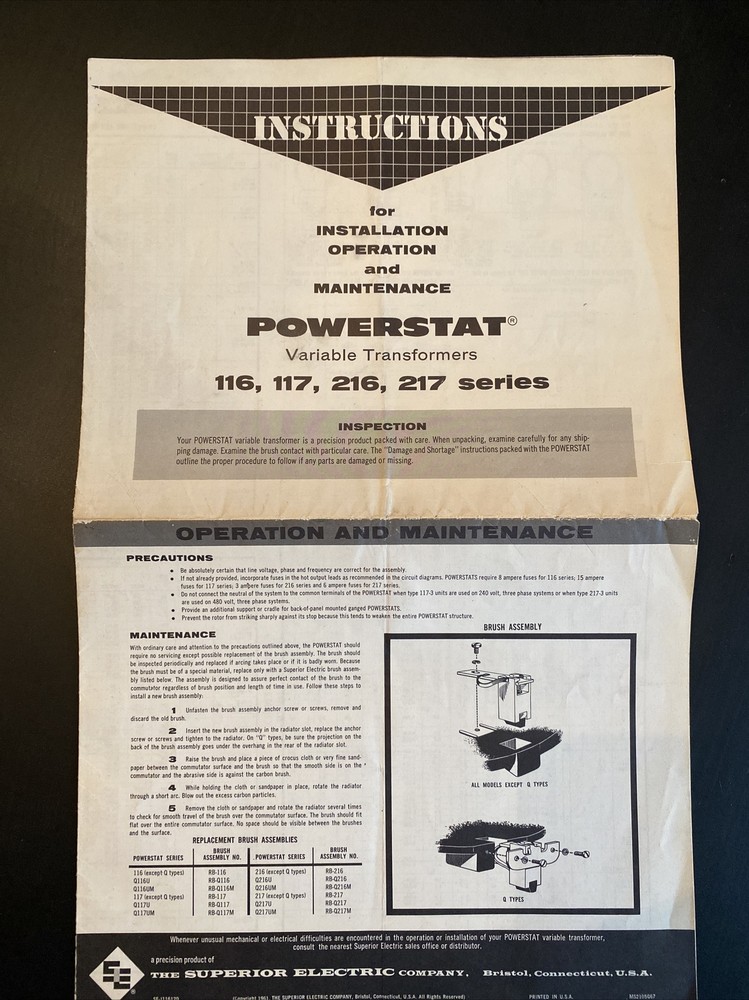 INSTRUCTIONS
for
INSTALLATION
OPERATION
and
MAINTENANCE
POWERSTAT®
Variable Transformers
116, 117, 216, 217 series
INSPECTION
Your POWERSTAT variable transformer is a precision product packed with care. When unpacking, examine carefully for any ship-
ping damage. Examine the brush contact with particular care. The "Damage and Shortage" instructions packed with the POWERSTAT
outline the proper procedure to follow if any parts are damaged or missing.
OPERATION AND MAINTENANCE
PRECAUTIONS
• Be absolutely certain that line voltage, phase and frequency are correct for the assembly.
• If not already provided, incorporate fuses in the hot output leads as recommended in the circuit diagrams. POWERSTATS require 8 ampere fuses for 116 series; 15 ampere
fuses for 117 series; 3 ampere fuses for 216 series and 6 ampere fuses for 217 series.
• Do not connect the neutral of the system to the common terminals of the POWERSTAT when type 117-3 units are used on 240 volt, three phase systems or when type 217-3 units
are used on 480 volt, three phase systems.
• Provide an additional support or cradle for back-of-panel mounted ganged POWERSTATS.
• Prevent the rotor from striking sharply against its stop because this tends to weaken the entire POWERSTAT structure.
MAINTENANCE
With ordinary care and attention to the precautions outlined above, the POWERSTAT should
require no servicing except possible replacement of the brush assembly. The brush should
be inspected periodically and replaced if arcing takes place or if it is badly worn. Because
the brush must be of a special material, replace only with a Superior Electric brush assem-
bly listed below. The assembly is designed to assure perfect contact of the brush to the
commutator regardless of brush position and length of time in use. Follow these steps to
install a new brush assembly:
1 Unfasten the brush assembly anchor screw or screws, remove and
discard the old brush.
2 Insert the new brush assembly in the radiator slot, replace the anchor
screw or screws and tighten to the radiator. On "Q" types, be sure the projection on the
back of the brush assembly goes under the overhang in the rear of the radiator slot.
3 Raise the brush and place a piece of crocus cloth or very fine sand-
paper between the commutator surface and the brush so that the smooth side is on the
commutator and the abrasive side is against the carbon brush.
4 While holding the cloth or sandpaper in place, rotate the radiator
through a short arc. Blow out the excess carbon particles.
5 Remove the cloth or sandpaper and rotate the radiator several times
to check for smooth travel of the brush over the commutator surface. The brush should fit
flat over the entire commutator surface. No space should be visible between the brushes
and the surface.
REPLACEMENT BRUSH ASSEMBLIES
POWERSTAT SERIES BRUSH ASSEMBLY NO. POWERSTAT SERIES BRUSH ASSEMBLY NO.
116 (except Q types) RB-116 216 (except Q types) RB-216
Q116U RB-Q116 Q216U RB-Q216
Q116UM RB-Q116M Q216UM RB-Q216M
117 (except Q types) RB-117 217 (except Q types) RB-217
Q117U RB-Q117 Q217U RB-Q217
Q117UM RB-Q117M Q217UM RB-Q217M
BRUSH ASSEMBLY
ALL MODELS EXCEPT Q TYPES
Q TYPES
Whenever unusual mechanical or electrical difficulties are encountered in the operation or installation of your POWERSTAT variable transformer,
consult the nearest Superior Electric sales office or distributor.
SE®
a precision product of
THE SUPERIOR ELECTRIC COMPANY, Bristol, Connecticut, U.S.A.
(Copyright 1961, THE SUPERIOR ELECTRIC COMPANY, Bristol, Connecticut, U.S.A. All Rights Reserved) PRINTED IN U.S.A.